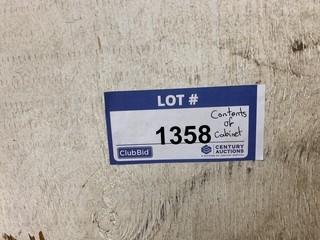 LOT #
1358
Contents
of
Cabinet
ClubBid
CENTURY
AUCTIONS